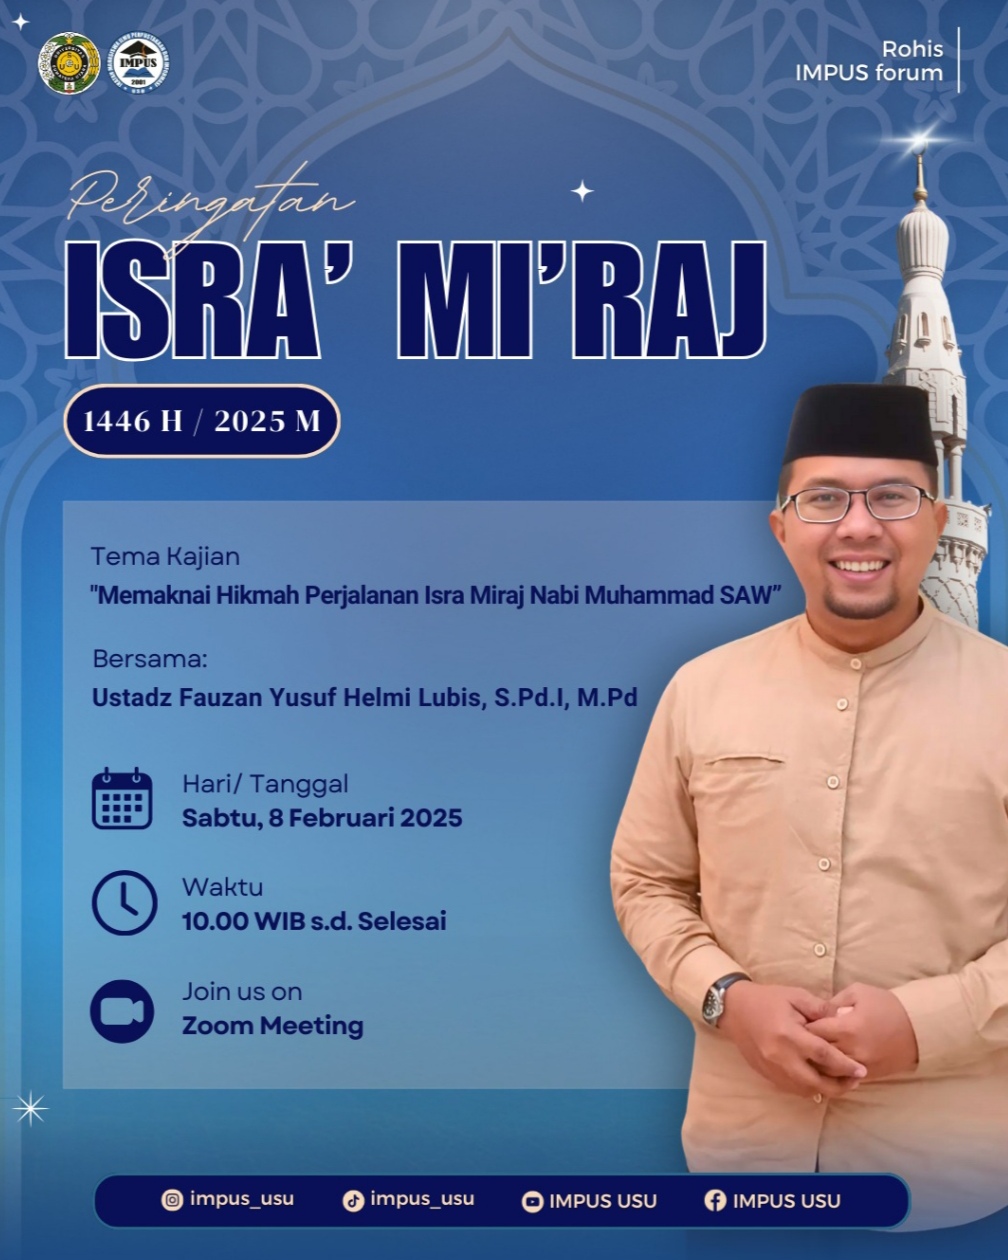 IMPUS
2001
Rohis
IMPUS forum
Peringatan
ISRA’ MI’RAJ
1446 H / 2025 M
Tema Kajian
"Memaknai Hikmah Perjalanan Isra Miraj Nabi Muhammad SAW”
Bersama:
Ustadz Fauzan Yusuf Helmi Lubis, S.Pd.I, M.Pd
Hari/ Tanggal
Sabtu, 8 Februari 2025
Waktu
10.00 WIB s.d. Selesai
Join us on
Zoom Meeting
impus_usu
impus_usu
IMPUS USU
IMPUS USU